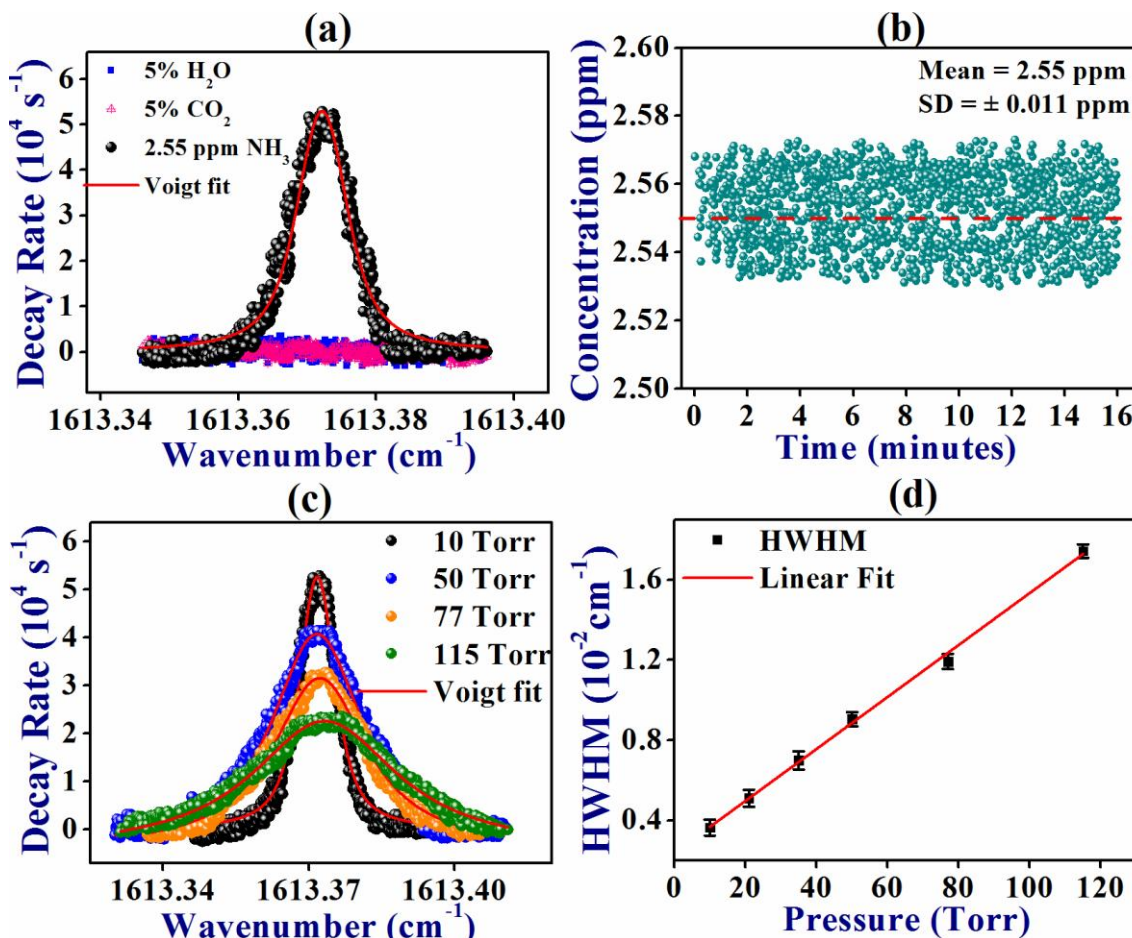 (a)
Decay Rate (10⁴ s⁻¹)
6
5
4
3
2
1
0
5% H₂O
5% CO₂
2.55 ppm NH₃
Voigt fit
1613.34 1613.36 1613.38 1613.40
Wavenumber (cm⁻¹)
(b)
Concentration (ppm)
2.60
2.58
2.56
2.54
2.52
2.50
Mean = 2.55 ppm
SD = ± 0.011 ppm
0 2 4 6 8 10 12 14 16
Time (minutes)
(c)
Decay Rate (10⁴ s⁻¹)
6
5
4
3
2
1
0
10 Torr
50 Torr
77 Torr
115 Torr
Voigt fit
1613.34 1613.37 1613.40
Wavenumber (cm⁻¹)
(d)
HWHM (10⁻²cm⁻¹)
1.6
1.2
0.8
0.4
HWHM
Linear Fit
0 20 40 60 80 100 120
Pressure (Torr)